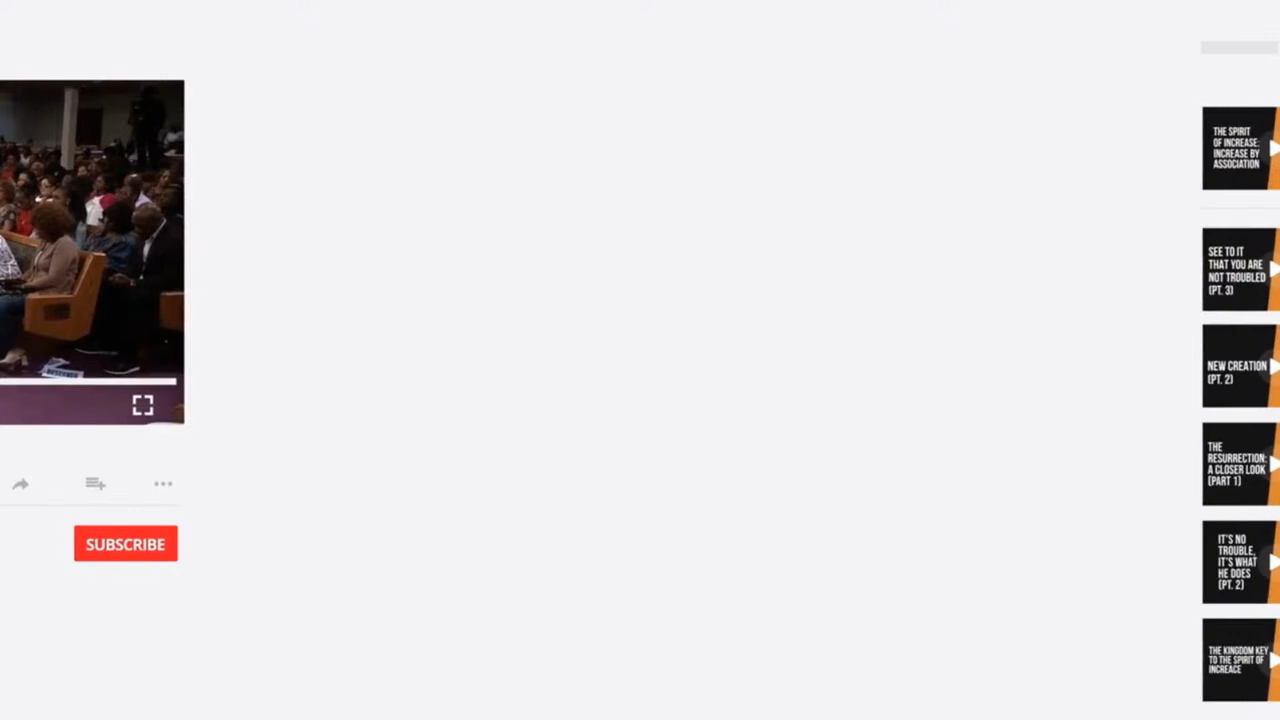 SUBSCRIBE
THE SPIRIT
OF INCREASE:
INCREASE BY
ASSOCIATION
SEE TO IT
THAT YOU ARE
NOT TROUBLED
(PT. 3)
NEW CREATION
(PT. 2)
THE
RESURRECTION:
A CLOSER LOOK
(PART 1)
IT'S NO
TROUBLE,
IT'S WHAT
HE DOES
(PT. 2)
THE KINGDOM KEY
TO THE SPIRIT OF
INCREACE